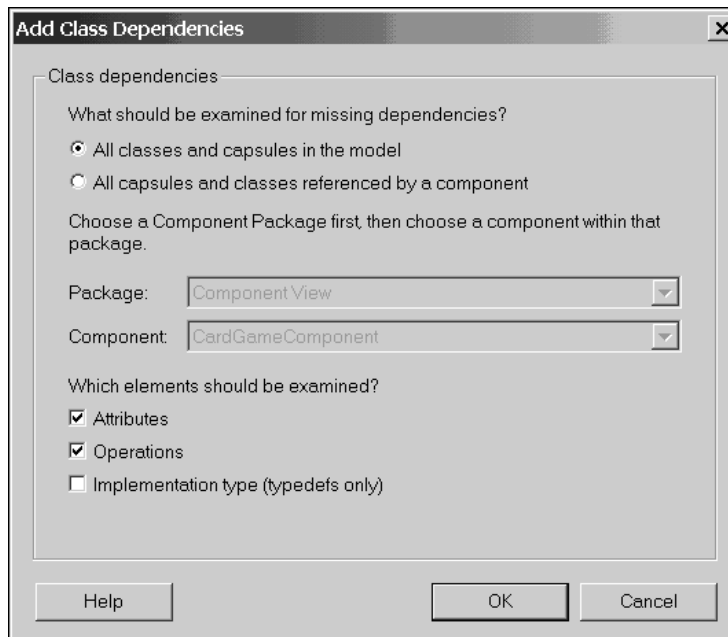 Add Class Dependencies
Class dependencies
What should be examined for missing dependencies?
All classes and capsules in the model
All capsules and classes referenced by a component
Choose a Component Package first, then choose a component within that
package.
Package: Component View
Component: CardGameComponent
Which elements should be examined?
Attributes
Operations
Implementation type (typedefs only)
Help OK Cancel